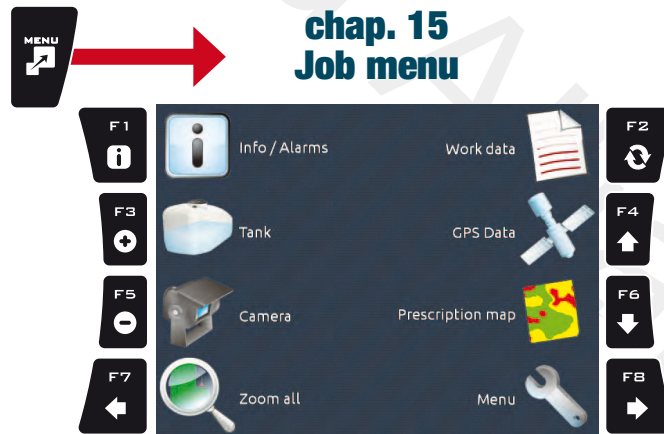 MENU
chap. 15
Job menu
F1
Info / Alarms
Work data
F2
F3
Tank
GPS Data
F4
F5
Camera
Prescription map
F6
F7
Zoom all
Menu
F8